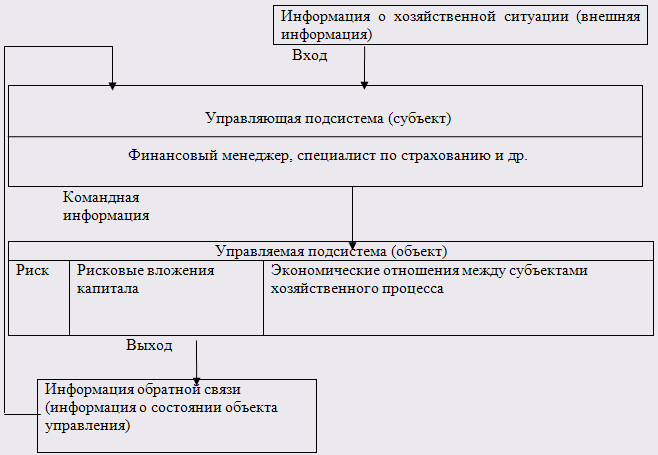 Информация о хозяйственной ситуации (внешняя
информация)
Вход
Управляющая подсистема (субъект)
Финансовый менеджер, специалист по страхованию и др.
Командная
информация
Управляемая подсистема (объект)
Риск
Рисковые вложения
капитала
Экономические отношения между субъектами
хозяйственного процесса
Выход
Информация обратной связи
(информация о состоянии объекта
управления)